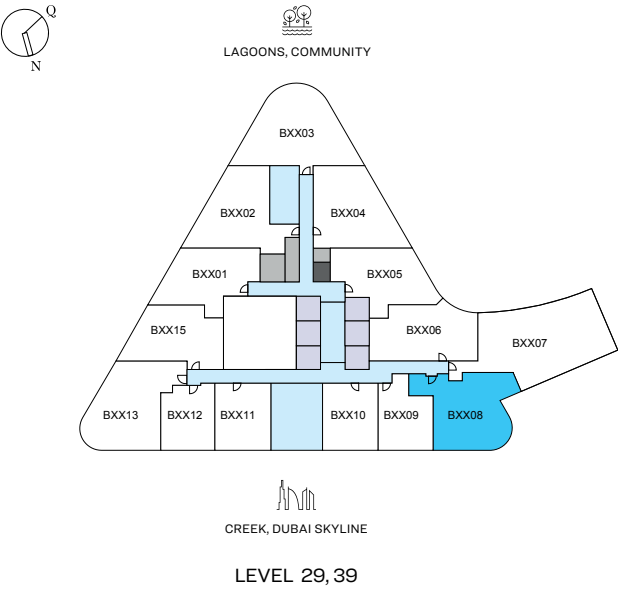 Q
N
LAGOONS, COMMUNITY
BXX03
BXX02
BXX04
BXX01
BXX05
BXX15
BXX06
BXX07
BXX13
BXX12
BXX11
BXX10
BXX09
BXX08
CREEK, DUBAI SKYLINE
LEVEL 29, 39